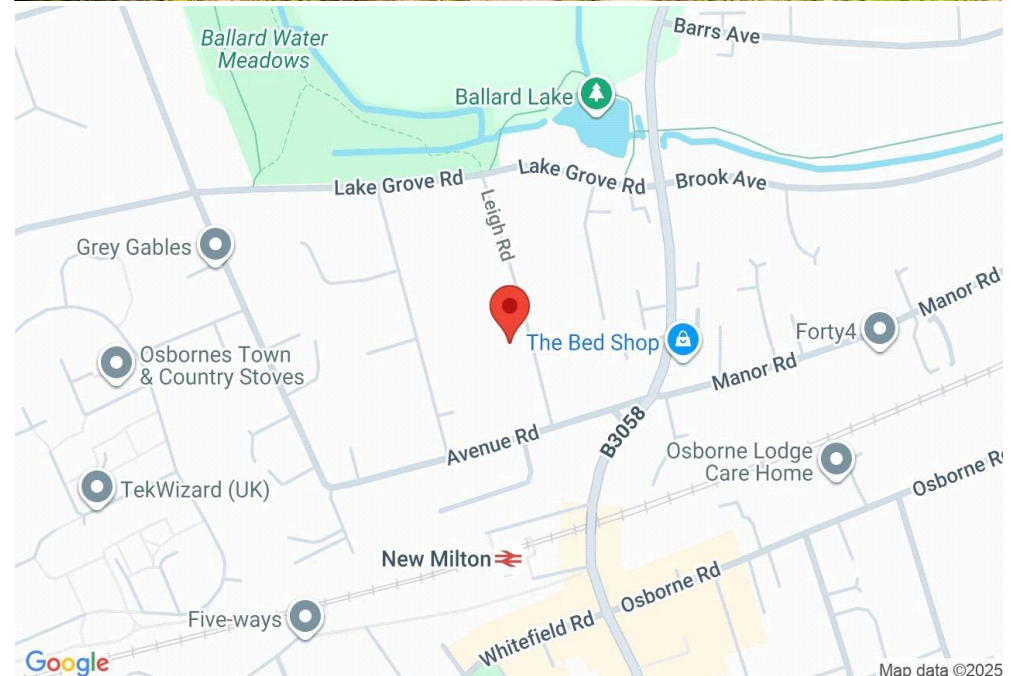 Barrs Ave
Ballard Water
Meadows
Ballard Lake
Lake Grove Rd
Lake Grove Rd
Brook Ave
Leigh Rd
Grey Gables
Manor Rd
The Bed Shop
Forty4
Osbornes Town
& Country Stoves
Manor Rd
B3058
Avenue Rd
Osborne Lodge
Care Home
Osborne R
TekWizard (UK)
New Milton
Osborne Rd
Five-ways
Whitefield Rd
Google
Map data ©2025